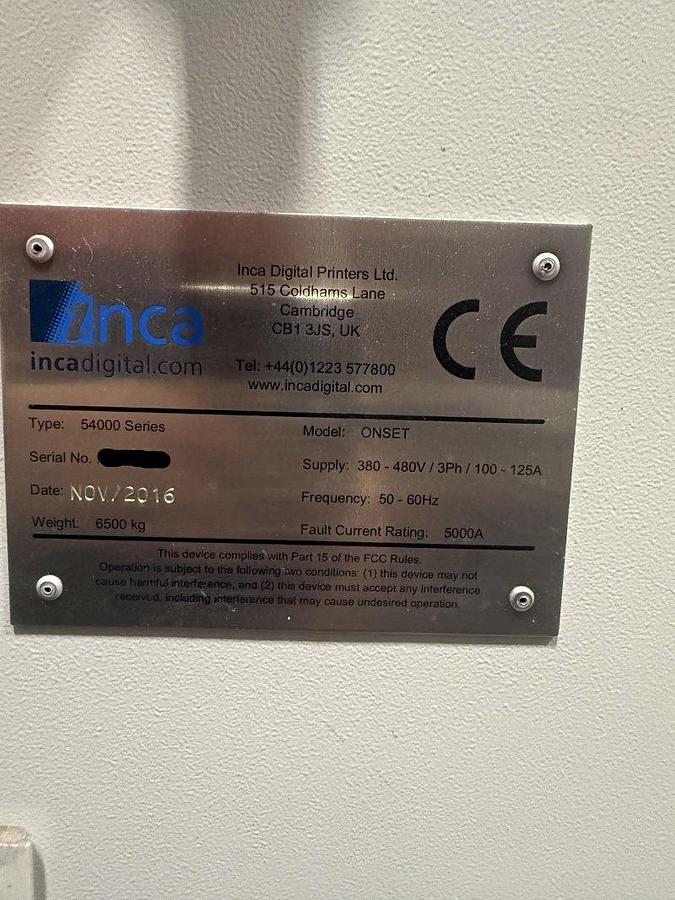 inca
incadigital.com
Inca Digital Printers Ltd.
515 Coldhams Lane
Cambridge
CB1 3JS, UK
Tel: +44(0)1223 577800
www.incadigital.com
CE
Type: 54000 Series
Model: ONSET
Serial No.
Supply: 380 - 480V / 3Ph / 100 - 125A
Date: NOV/2016
Frequency: 50 - 60Hz
Weight: 6500 kg
Fault Current Rating: 5000A
This device complies with Part 15 of the FCC Rules.
Operation is subject to the following two conditions: (1) this device may not
cause harmful interference, and (2) this device must accept any interference
received, including interference that may cause undesired operation.